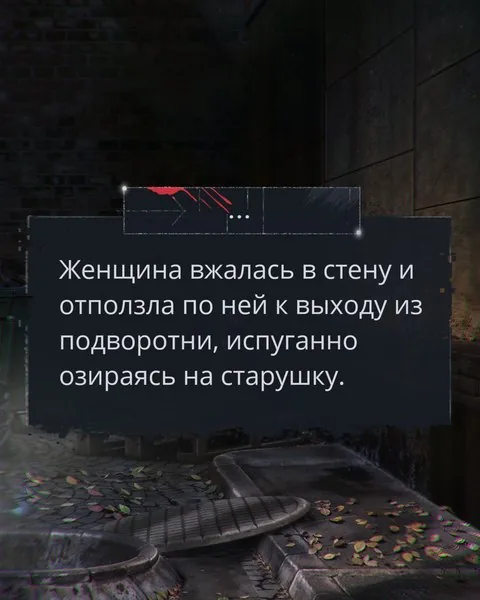 ...
Женщина вжалась в стену и
отползла по ней к выходу из
подворотни, испуганно
озираясь на старушку.